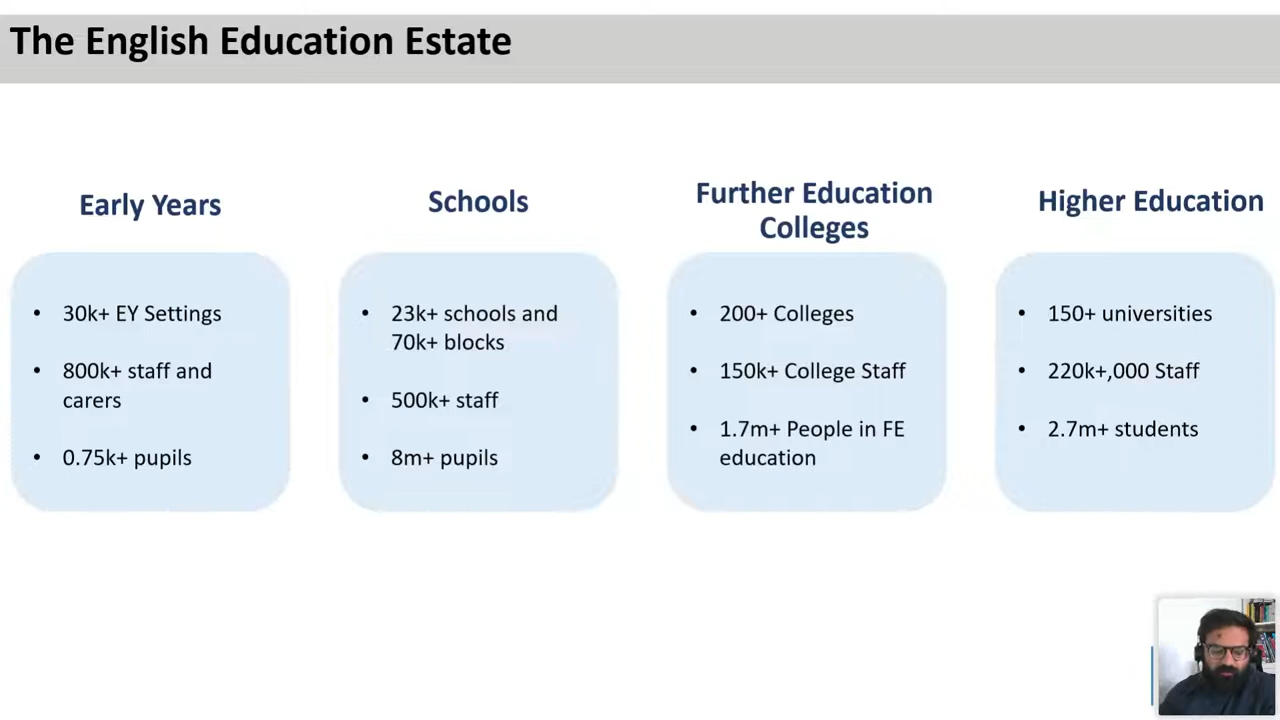 The English Education Estate
Early Years
• 30k+ EY Settings
• 800k+ staff and
carers
• 0.75k+ pupils
Schools
• 23k+ schools and
70k+ blocks
• 500k+ staff
• 8m+ pupils
Further Education
Colleges
• 200+ Colleges
• 150k+ College Staff
• 1.7m+ People in FE
education
Higher Education
• 150+ universities
• 220k+,000 Staff
• 2.7m+ students